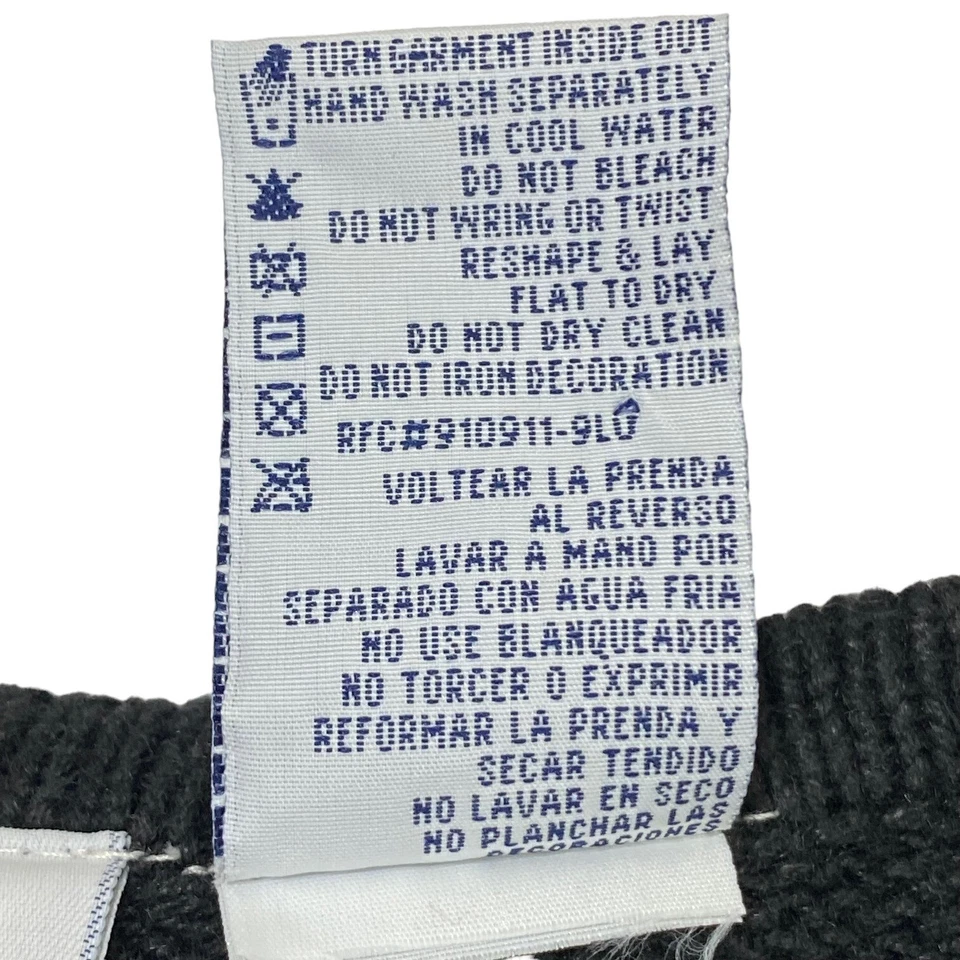 TURN GARMENT INSIDE OUT
HAND WASH SEPARATELY
IN COOL WATER
DO NOT BLEACH
DO NOT WRING OR TWIST
RESHAPE & LAY
FLAT TO DRY
DO NOT DRY CLEAN
DO NOT IRON DECORATION
RFC#910911-9L0
VOLTEAR LA PRENDA
AL REVERSO
LAVAR A MANO POR
SEPARADO CON AGUA FRIA
NO USE BLANQUEADOR
NO TORCER O EXPRIMIR
REFORMAR LA PRENDA Y
SECAR TENDIDO
NO LAVAR EN SECO
NO PLANCHAR LAS
DECORACIONES